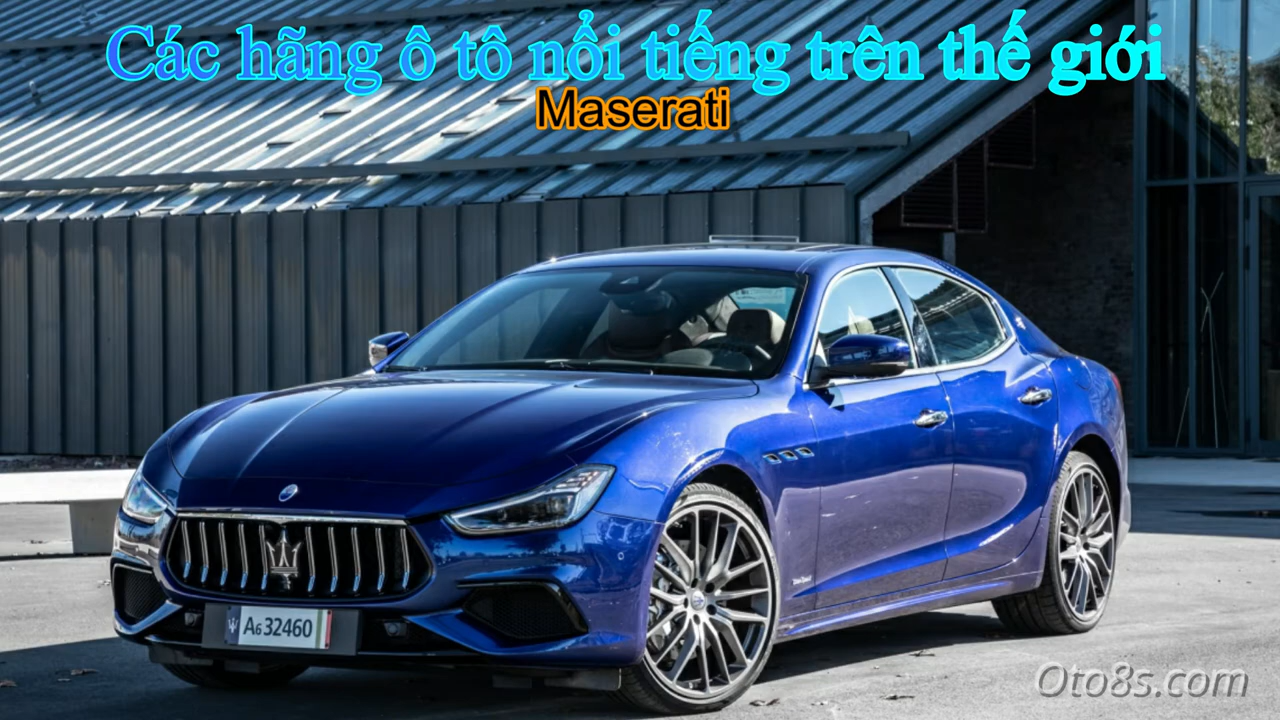 Các hãng ô tô nổi tiếng trên thế giới
Maserati
A6 32460
Oto8s.com